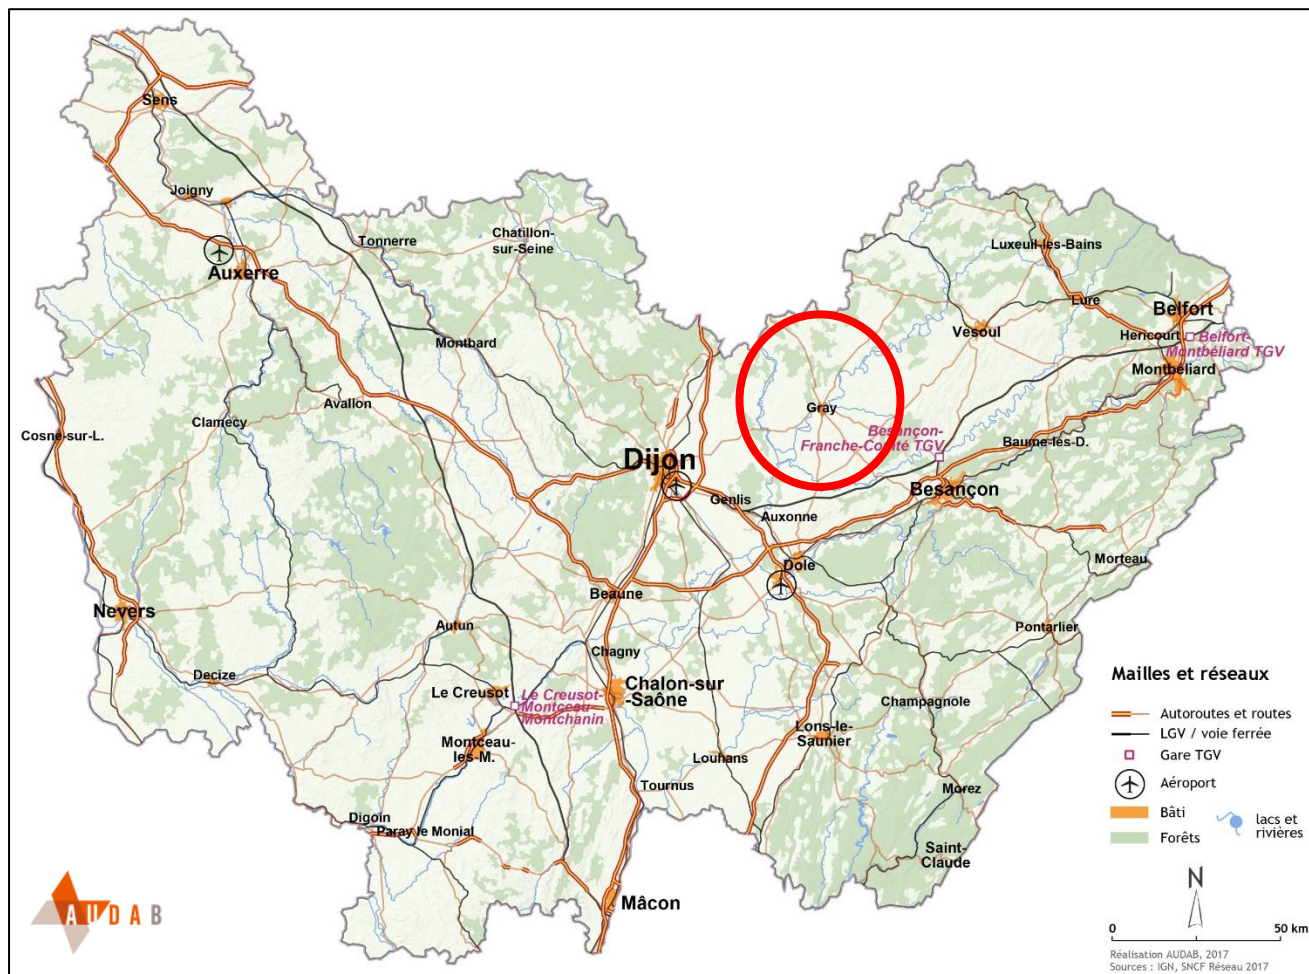 Sens
Joigny
Tonnerre
Chatillon-
sur-Seine
Auxerre
Luxeuil-les-Bains
Lure
Belfort
Vesoul
Hericourt
Belfort-
Montbéliard TGV
Montbéliard
Montbard
Avallon
Clamecy
Gray
Cosne-sur-L.
Besançon-
Franche-Comté TGV
Baume-les-D.
Dijon
Genlis
Besançon
Auxonne
Morteau
Dole
Beaune
Nevers
Autun
Pontarlier
Chagny
Decize
Le Creusot
Le Creusot-
Montceau-
Montchanin
Chalon-sur
-Saône
Champagnole
Lons-le-
Saunier
Montceau-
les-M.
Louhans
Tournus
Morez
Digoin
Paray le Monial
Saint-
Claude
Mâcon
Mailles et réseaux
Autoroutes et routes
LGV / voie ferrée
Gare TGV
Aéroport
Bâti
Forêts
lacs et
rivières
N
0 50 km
Réalisation AUDAB, 2017
Sources : IGN, SNCF Réseau 2017
AUDAB